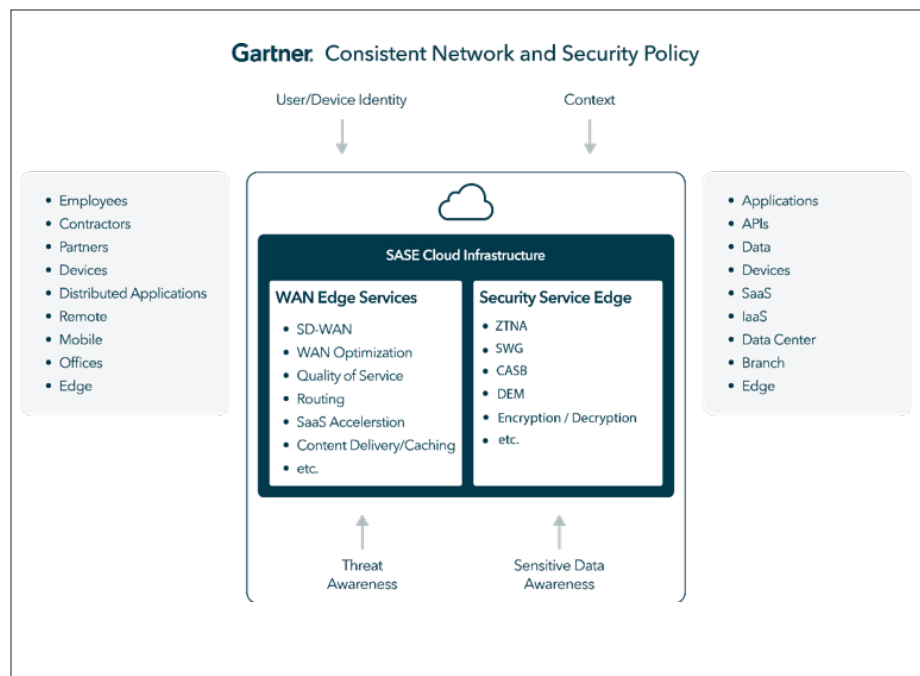 Gartner. Consistent Network and Security Policy
User/Device Identity
Context
• Employees
• Contractors
• Partners
• Devices
• Distributed Applications
• Remote
• Mobile
• Offices
• Edge
SASE Cloud Infrastructure
WAN Edge Services
• SD-WAN
• WAN Optimization
• Quality of Service
• Routing
• SaaS Accelerstion
• Content Delivery/Caching
• etc.
Security Service Edge
• ZTNA
• SWG
• CASB
• DEM
• Encryption / Decryption
• etc.
• Applications
• APIs
• Data
• Devices
• SaaS
• IaaS
• Data Center
• Branch
• Edge
Threat
Awareness
Sensitive Data
Awareness